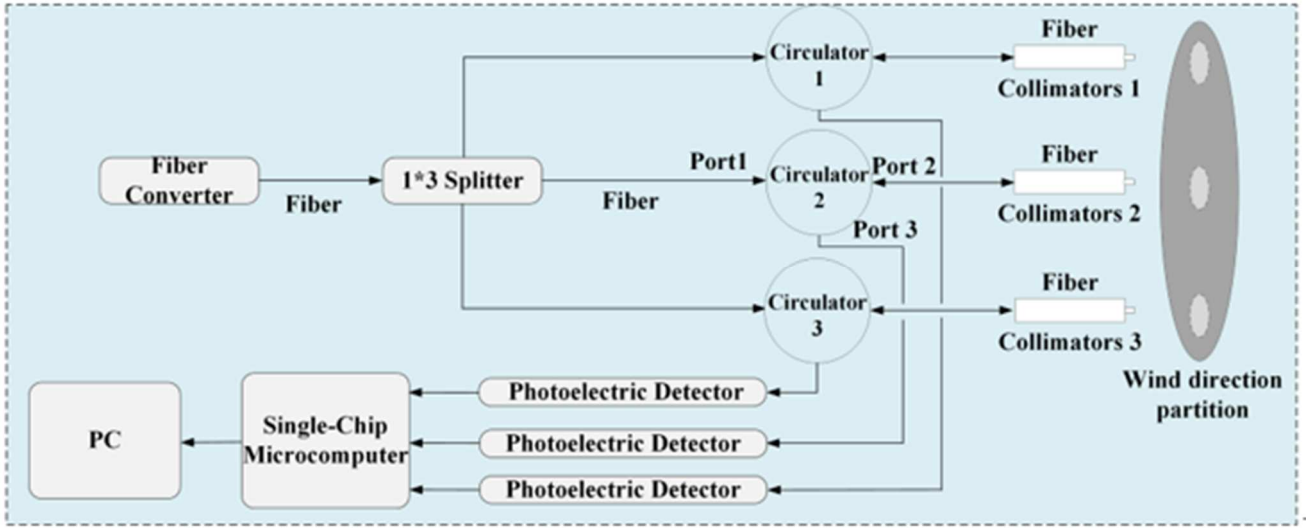 Circulator
1
Fiber
Collimators 1
Fiber
Converter
Fiber
1*3 Splitter
Fiber
Port1
Circulator
2
Port 2
Port 3
Fiber
Collimators 2
Circulator
3
Fiber
Collimators 3
Wind direction
partition
PC
Single-Chip
Microcomputer
Photoelectric Detector
Photoelectric Detector
Photoelectric Detector